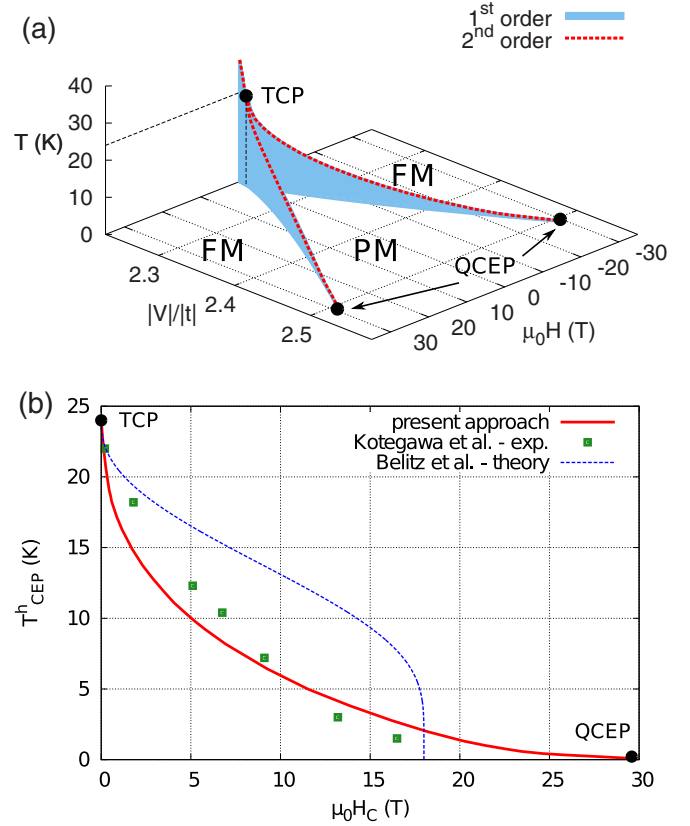 (a)
1st order
2nd order
40
30
20
10
0
T (K)
TCP
FM
FM
PM
QCEP
2.3
2.4
2.5
|V|/|t|
30
20
10
0
-10
-20
-30
μ0H (T)
(b)
25
20
15
10
5
0
TCP
present approach
Kotegawa et al. - exp.
Belitz et al. - theory
QCEP
T^h_CEP (K)
0
5
10
15
20
25
30
μ0HC (T)